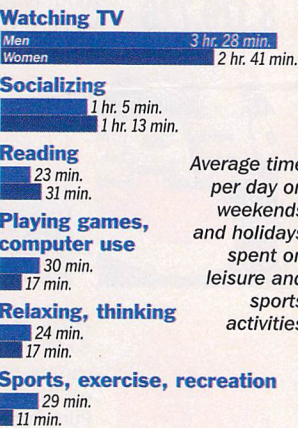 Watching TV
Men 3 hr. 28 min.
Women 2 hr. 41 min.
Socializing
1 hr. 5 min.
1 hr. 13 min.
Reading
23 min.
31 min.
Playing games,
computer use
30 min.
17 min.
Relaxing, thinking
24 min.
17 min.
Sports, exercise, recreation
29 min.
11 min.
Average time
per day on
weekends
and holidays
spent on
leisure and
sports
activities